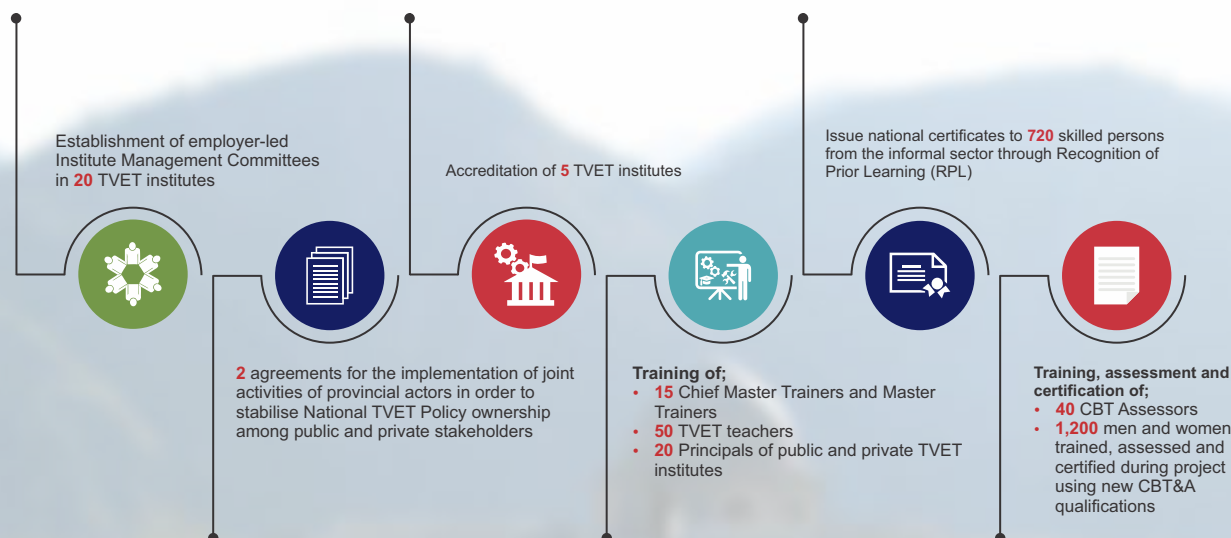 Establishment of employer-led
Institute Management Committees
in 20 TVET institutes
2 agreements for the implementation of joint
activities of provincial actors in order to
stabilise National TVET Policy ownership
among public and private stakeholders
Accreditation of 5 TVET institutes
Training of;
• 15 Chief Master Trainers and Master
Trainers
• 50 TVET teachers
• 20 Principals of public and private TVET
institutes
Issue national certificates to 720 skilled persons
from the informal sector through Recognition of
Prior Learning (RPL)
Training, assessment and
certification of;
• 40 CBT Assessors
• 1,200 men and women
trained, assessed and
certified during project
using new CBT&A
qualifications